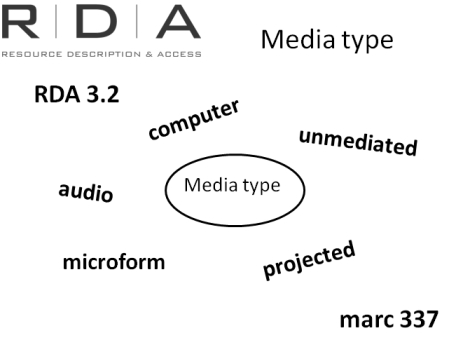 R|D|A
RESOURCE DESCRIPTION & ACCESS
Media type
RDA 3.2
computer
unmediated
audio
Media type
microform
projected
marc 337